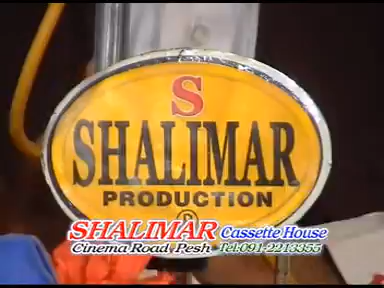 S
SHALIMAR
PRODUCTION
®
SHALIMAR Cassette House
Cinema Road, Pesh Tel:091-2213355